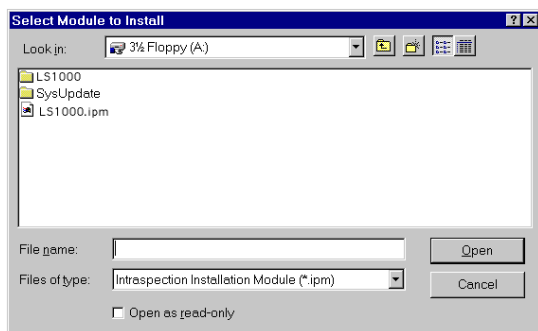 Select Module to Install
Look in: 3½ Floppy (A:)
LS1000
SysUpdate
LS1000.ipm
File name: Open
Files of type: Intraspection Installation Module (*.ipm) Cancel
Open as read-only